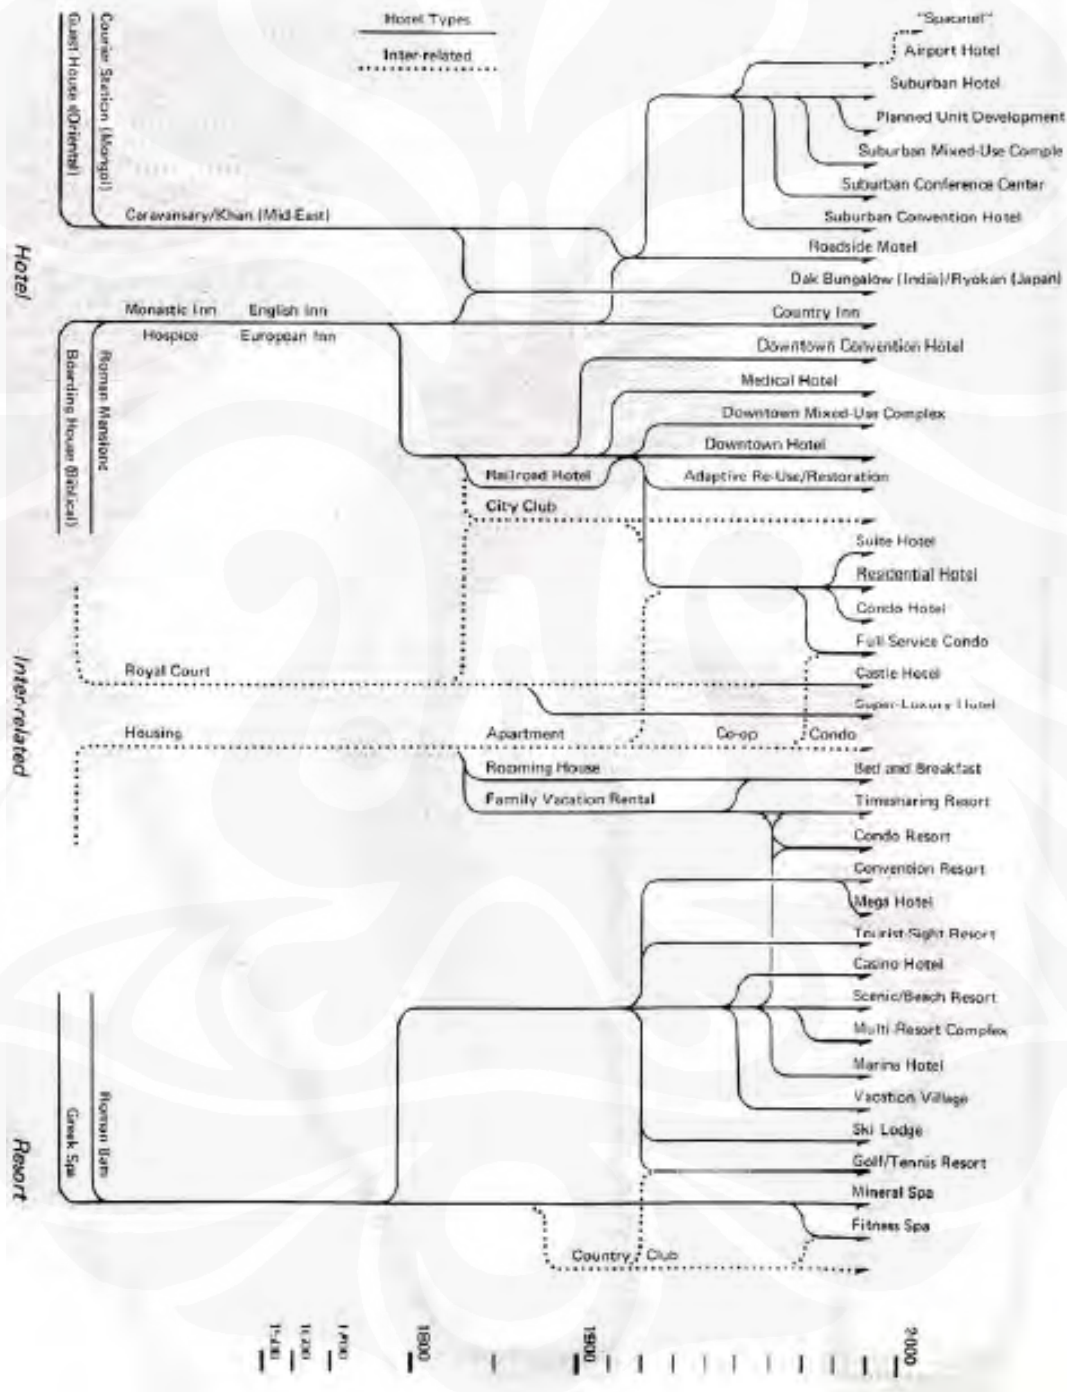 Hotel Types
Inter-related
"Spacetel"
Airport Hotel
Suburban Hotel
Planned Unit Development
Suburban Mixed-Use Comple
Suburban Conference Center
Suburban Convention Hotel
Roadside Motel
Dak Bungalow (India)/Ryokan (Japan)
Country Inn
Downtown Convention Hotel
Medical Hotel
Downtown Mixed-Use Complex
Downtown Hotel
Adaptive Re-Use/Restoration
Guest House (Oriental)
Courier Station (Mongol)
Caravansary/Khan (Mid-East)
Hotel
Monastic Inn
English Inn
Hospice
European Inn
Boarding House (Biblical)
Roman Mansions
Railroad Hotel
City Club
Suite Hotel
Residential Hotel
Condo Hotel
Full Service Condo
Inter-related
Royal Court
Castle Hotel
Super-Luxury Hotel
Housing
Apartment
Co-op
Condo
Rooming House
Bed and Breakfast
Family Vacation Rental
Timesharing Resort
Condo Resort
Convention Resort
Mega Hotel
Tourist-Sight Resort
Casino Hotel
Scenic/Beach Resort
Multi-Resort Complex
Marina Hotel
Vacation Village
Ski Lodge
Golf/Tennis Resort
Mineral Spa
Fitness Spa
Resort
Greek Spa
Roman Bath
Country Club
1500
1600
1700
1800
1900
2000